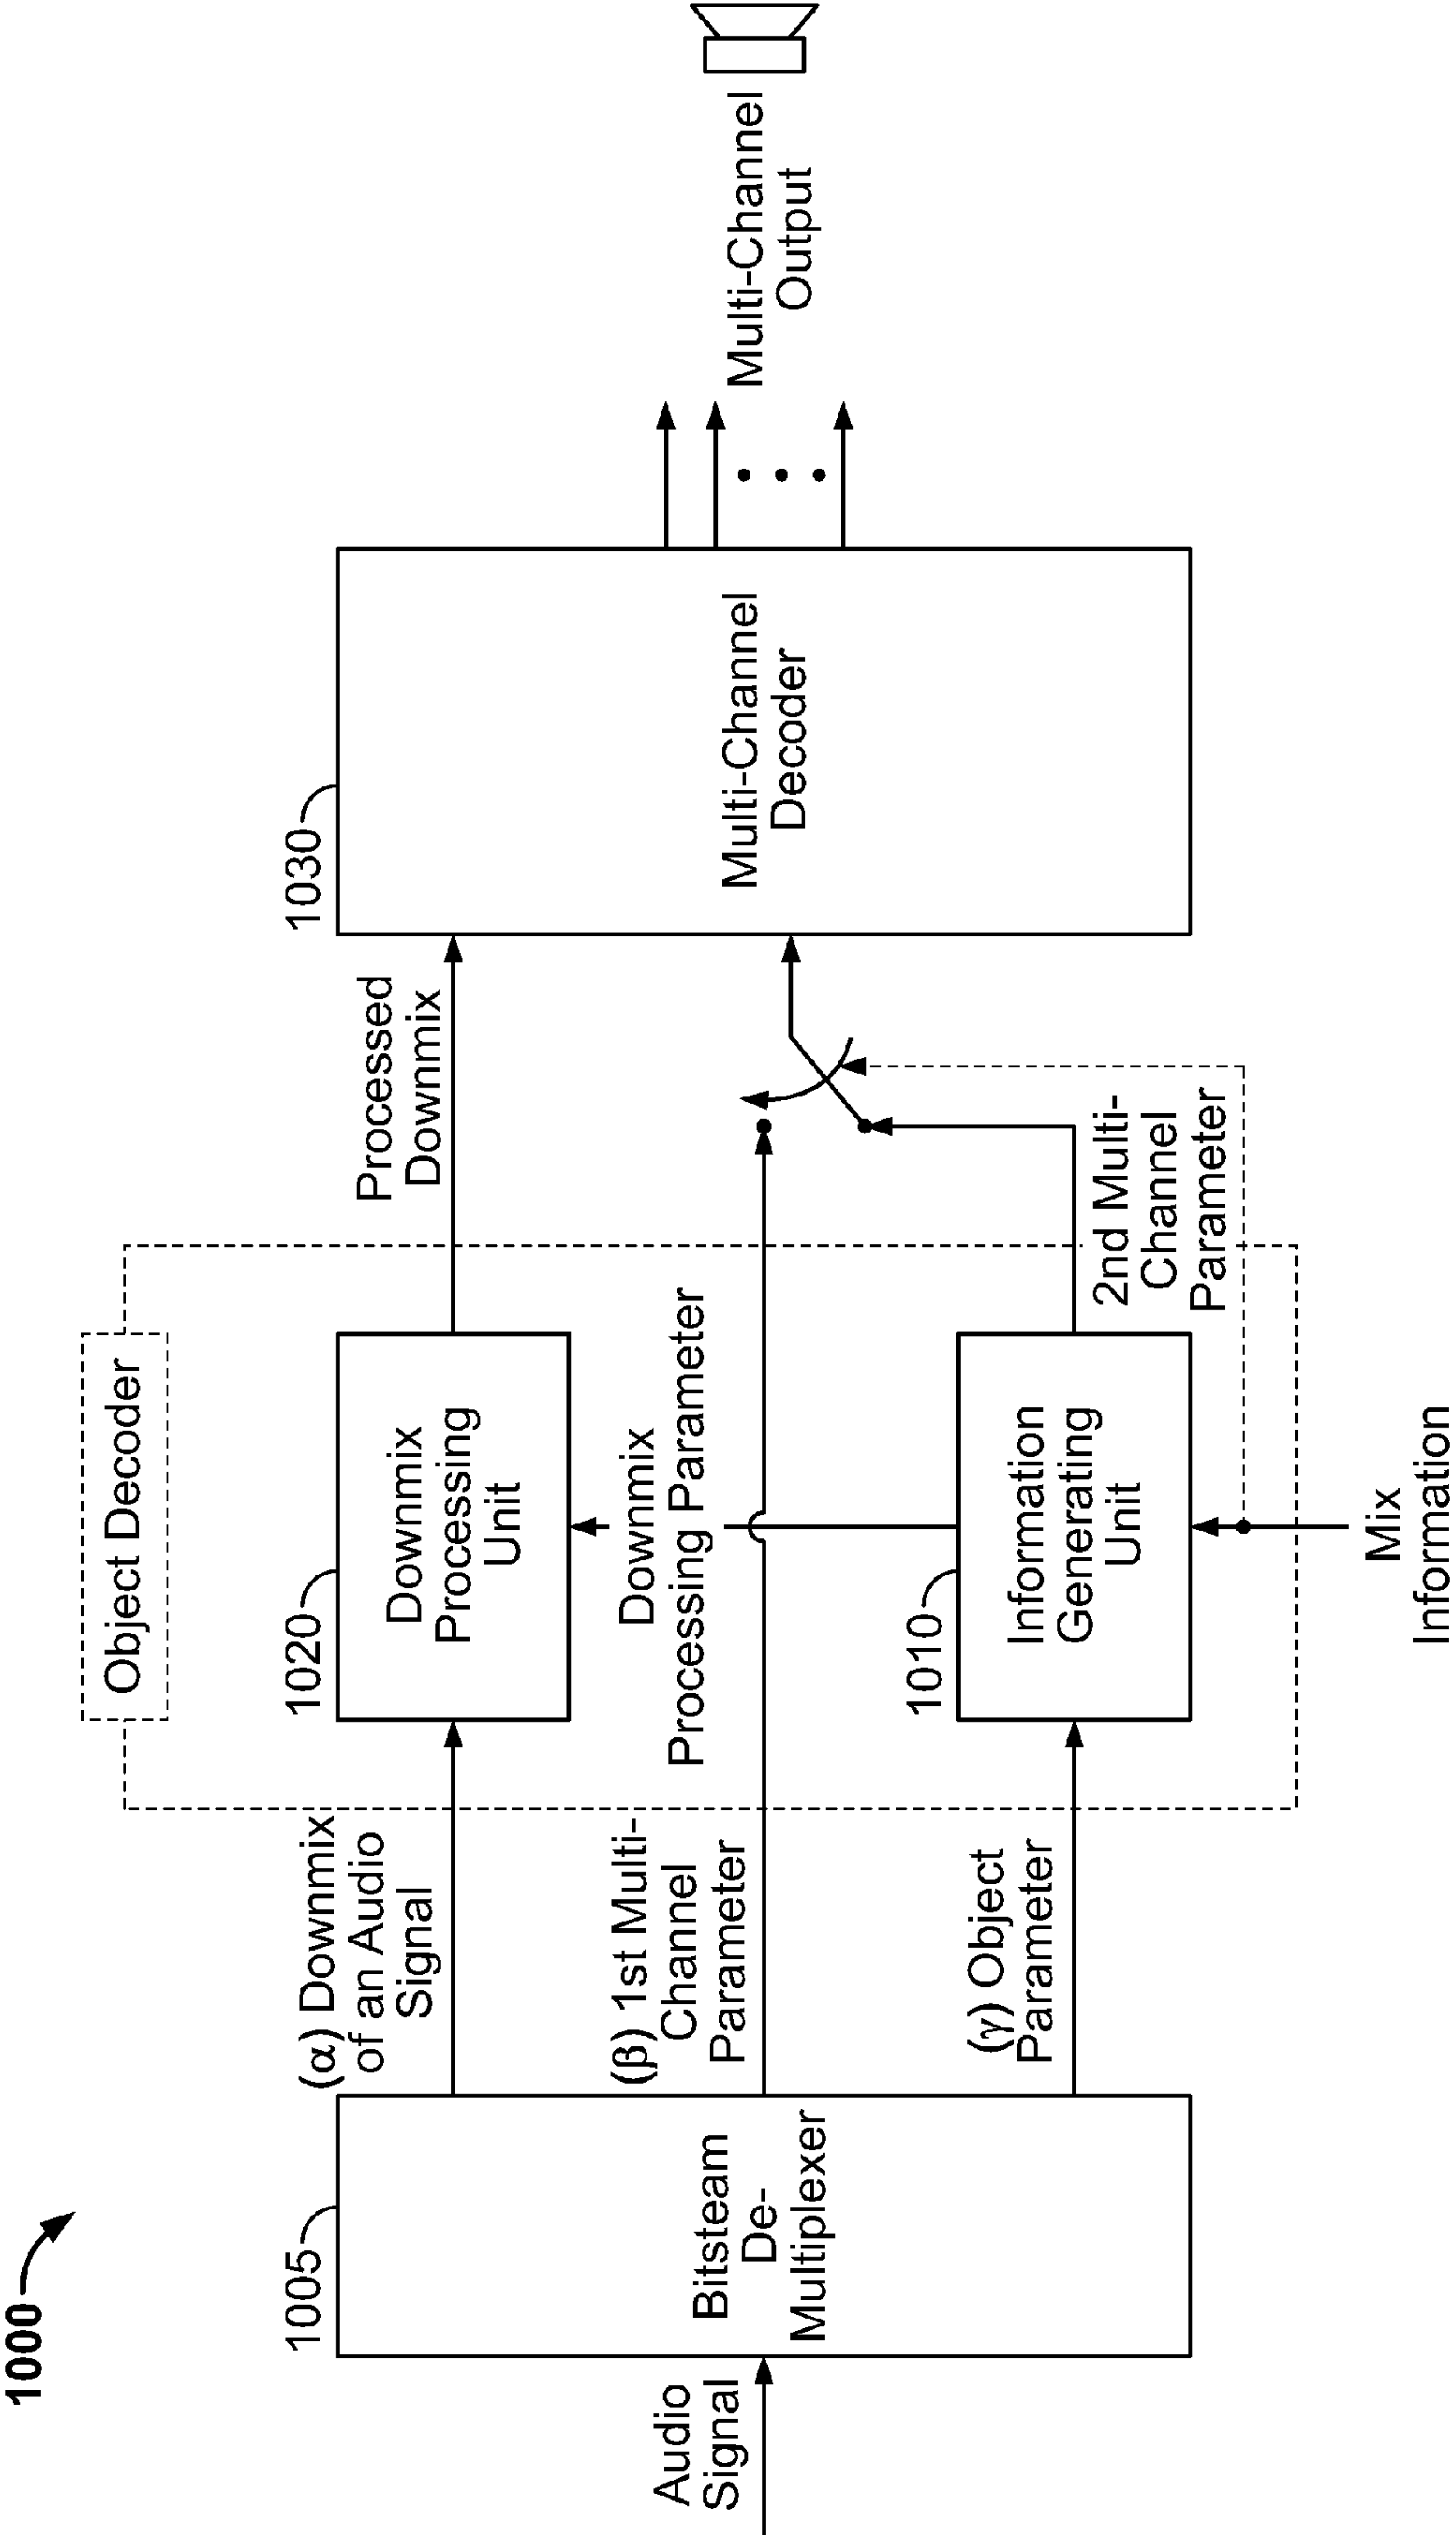 1000
Object Decoder
1005
(α) Downmix
of an Audio
Signal
1020
Processed
Downmix
1030
Downmix
Processing
Unit
Audio
Signal
Bitsteam
De-
Multiplexer
(β) 1st Multi-
Channel
Parameter
Downmix
Processing Parameter
Multi-Channel
Decoder
Multi-Channel
Output
(γ) Object
Parameter
1010
Information
Generating
Unit
2nd Multi-
Channel
Parameter
Mix
Information